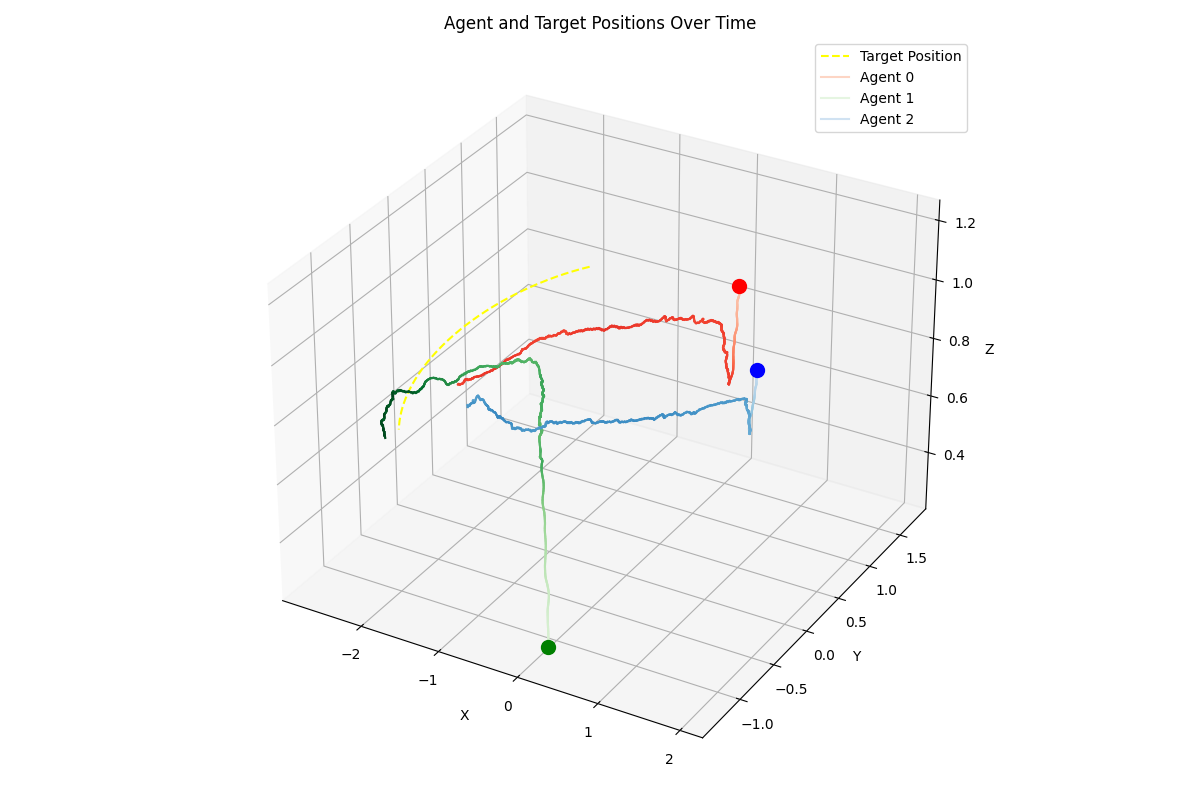 Agent and Target Positions Over Time
Target Position
Agent 0
Agent 1
Agent 2
1.2
1.0
Z
0.8
0.6
0.4
1.5
1.0
0.5
0.0
Y
−0.5
−1.0
−2
−1
0
1
2
X